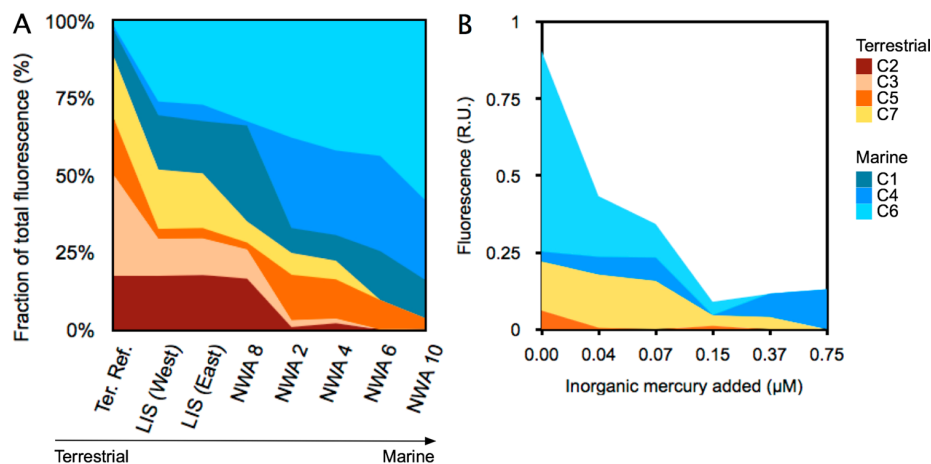 A
100%
75%
50%
25%
0%
Fraction of total fluorescence (%)
Ter. Ref.
LIS (West)
LIS (East)
NWA 8
NWA 2
NWA 4
NWA 6
NWA 10
Terrestrial
Marine
B
1
0.75
0.5
0.25
0
Fluorescence (R.U.)
0.00 0.04 0.07 0.15 0.37 0.75
Inorganic mercury added (µM)
Terrestrial
C2
C3
C5
C7
Marine
C1
C4
C6